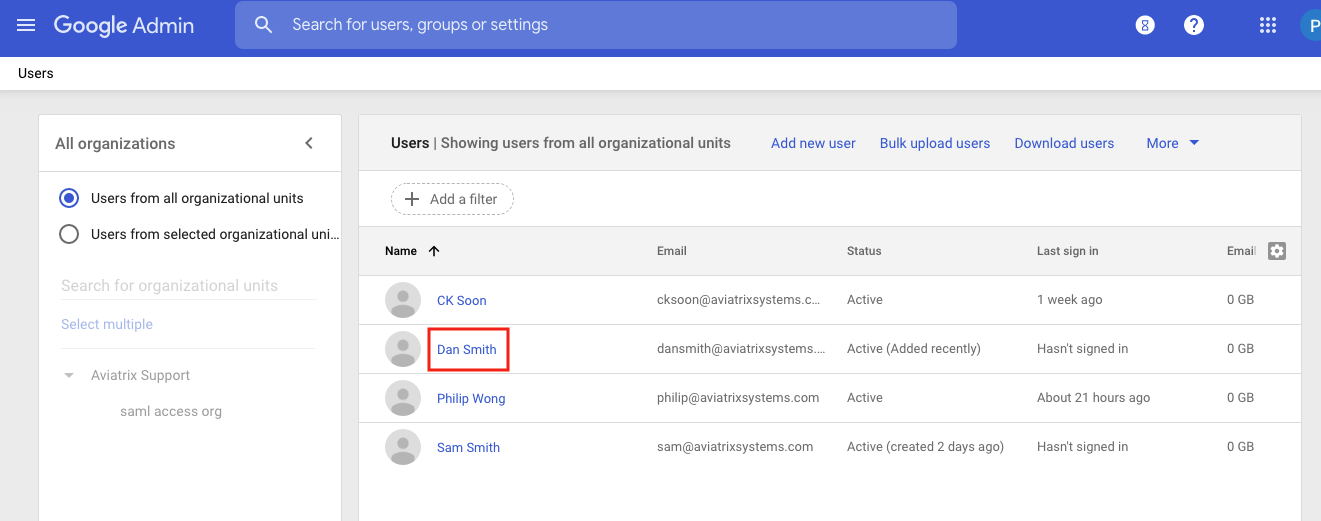 Google Admin
Search for users, groups or settings
P
Users
All organizations
Users from all organizational units
Users from selected organizational uni...
Search for organizational units
Select multiple
Aviatrix Support
saml access org
Users | Showing users from all organizational units
Add new user
Bulk upload users
Download users
More
Add a filter
Name Email Status Last sign in Email
CK Soon cksoon@aviatrixsystems.c... Active 1 week ago 0 GB
Dan Smith dansmith@aviatrixsystems.... Active (Added recently) Hasn't signed in 0 GB
Philip Wong philip@aviatrixsystems.com Active About 21 hours ago 0 GB
Sam Smith sam@aviatrixsystems.com Active (created 2 days ago) Hasn't signed in 0 GB